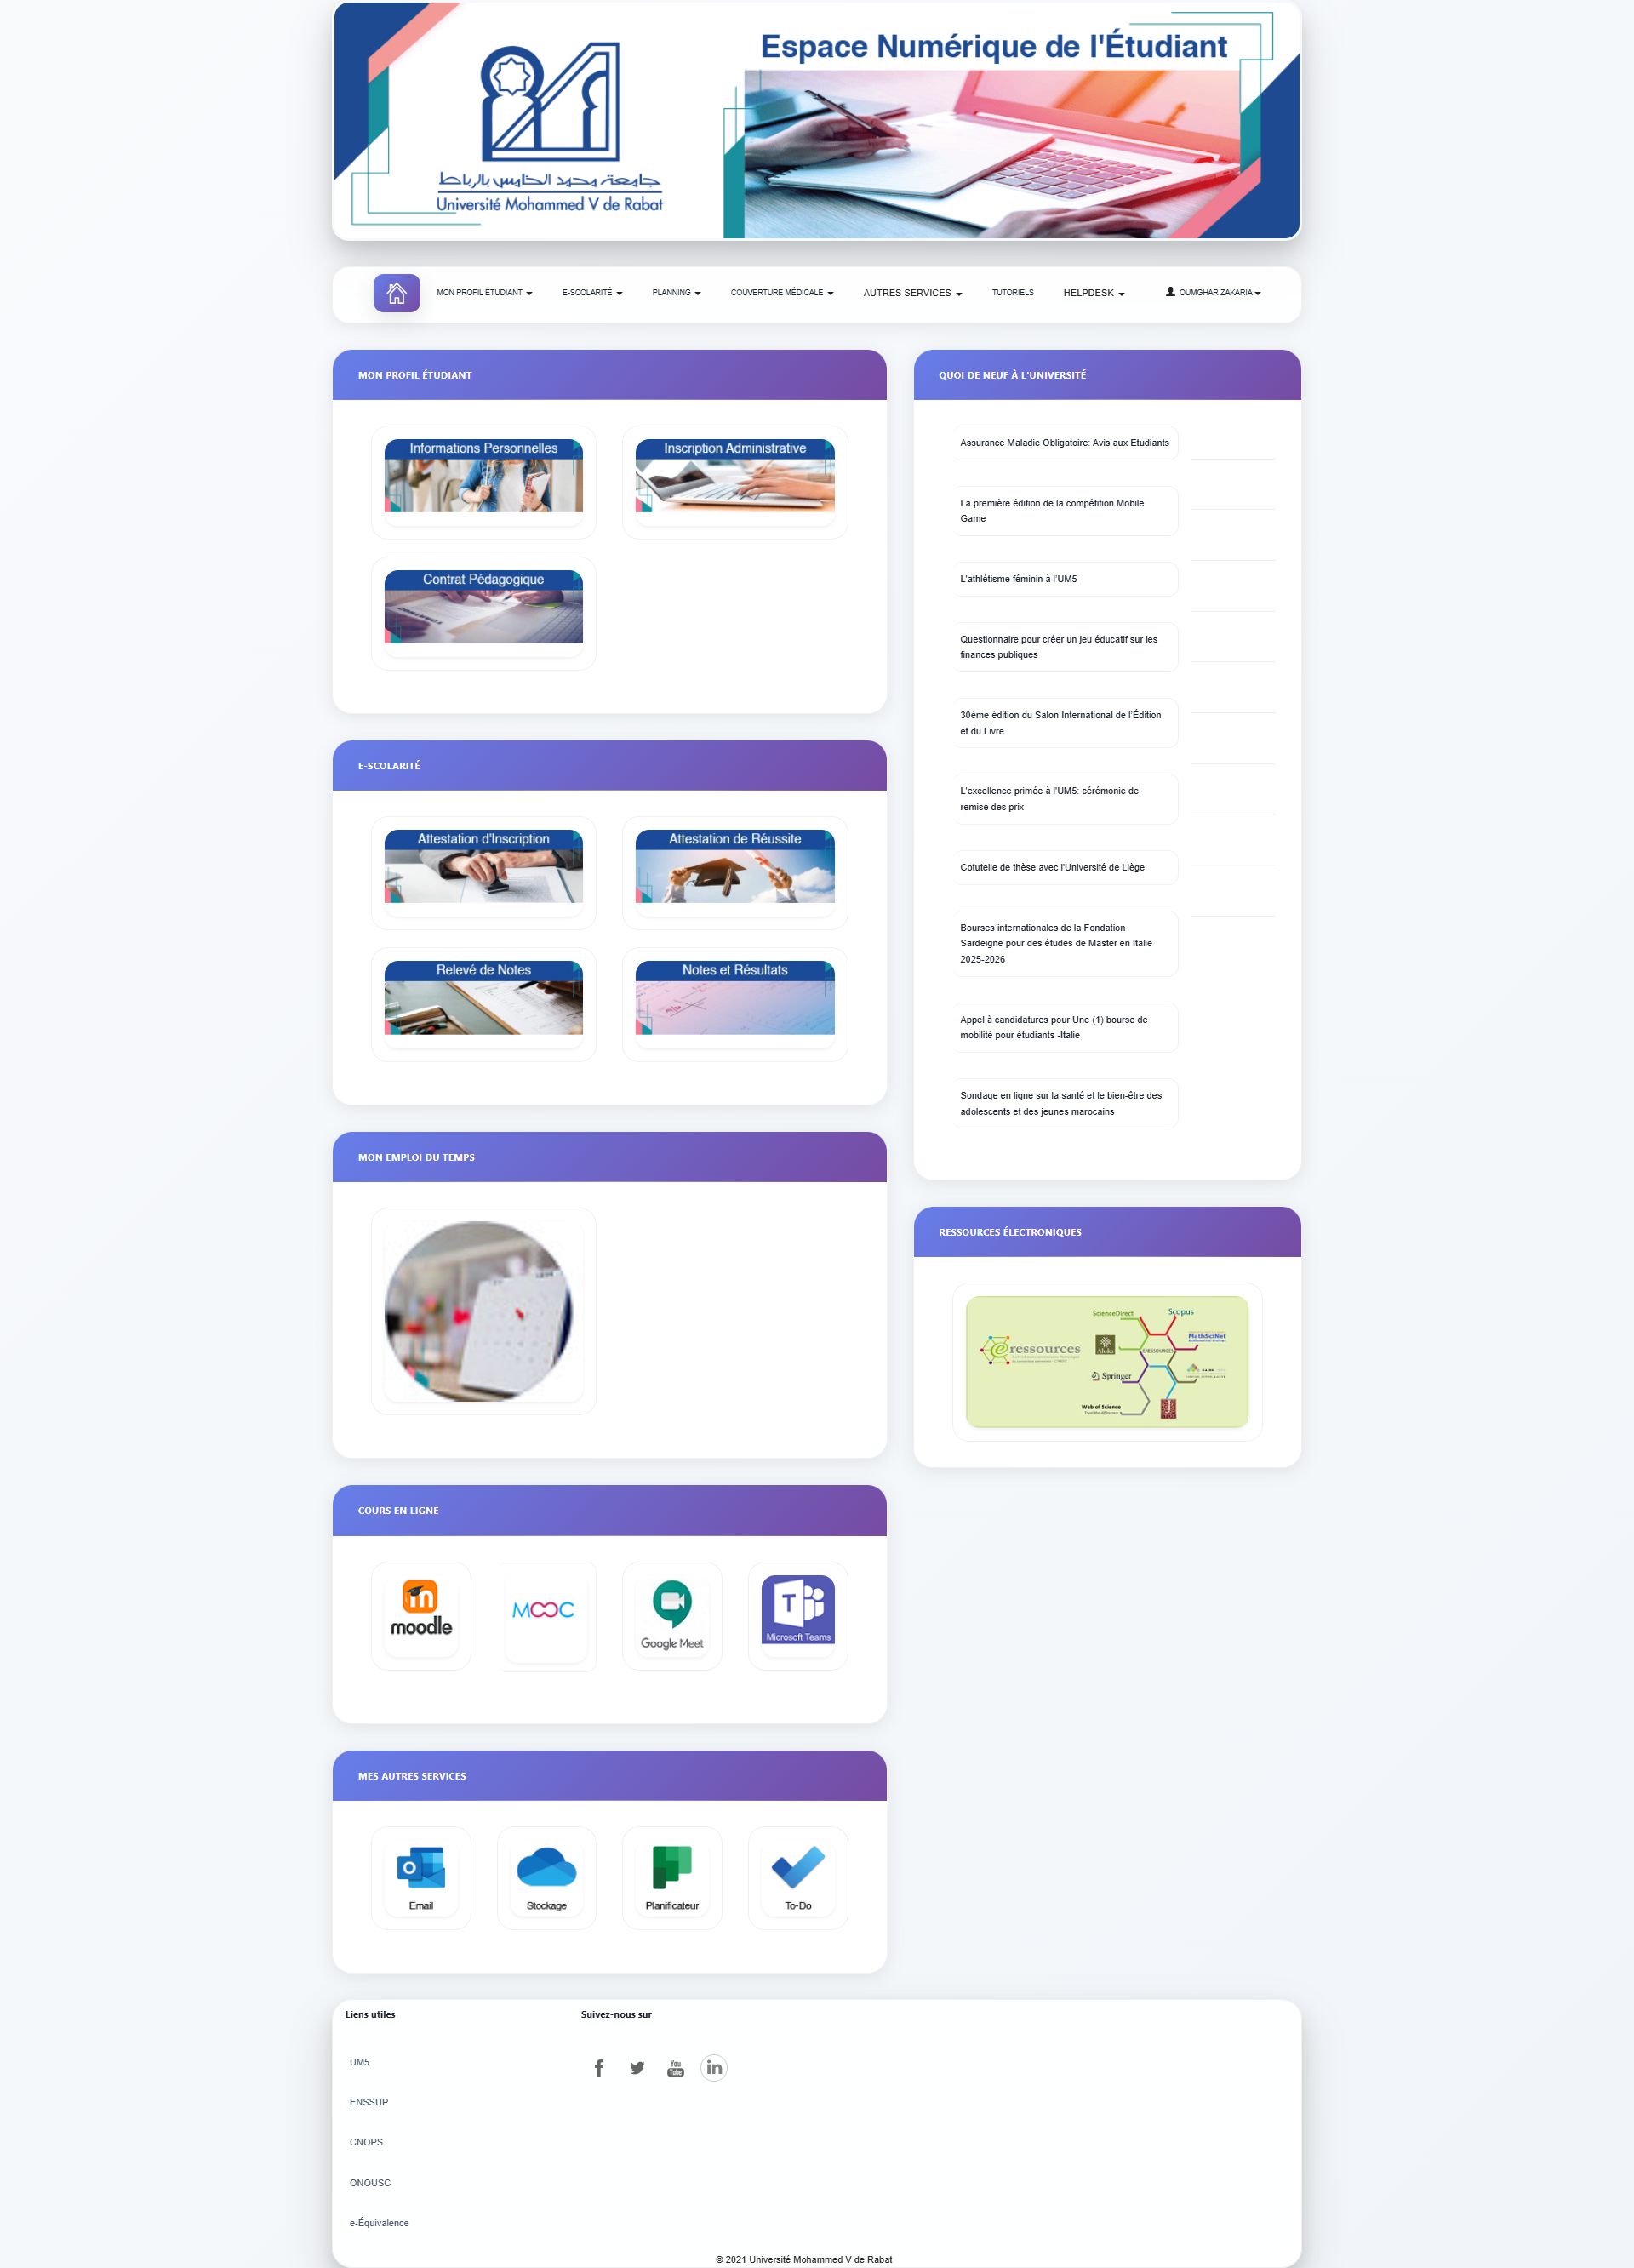 Espace Numérique de l'Étudiant
جامعة محمد الخامس بالرباط
Université Mohammed V de Rabat
MON PROFIL ÉTUDIANT
E-SCOLARITÉ
PLANNING
COUVERTURE MÉDICALE
AUTRES SERVICES
TUTORIELS
HELPDESK
OUMGHAR ZAKARIA
MON PROFIL ÉTUDIANT
Informations Personnelles
Inscription Administrative
Contrat Pédagogique
E-SCOLARITÉ
Attestation d'Inscription
Attestation de Réussite
Relevé de Notes
Notes et Résultats
MON EMPLOI DU TEMPS
COURS EN LIGNE
moodle
MOOC
Google Meet
T
Microsoft Teams
MES AUTRES SERVICES
Email
Stockage
Planificateur
To-Do
QUOI DE NEUF À L'UNIVERSITÉ
Assurance Maladie Obligatoire: Avis aux Etudiants
La première édition de la compétition Mobile
Game
L'athlétisme féminin à l'UM5
Questionnaire pour créer un jeu éducatif sur les
finances publiques
30ème édition du Salon International de l'Édition
et du Livre
L'excellence primée à l'UM5: cérémonie de
remise des prix
Cotutelle de thèse avec l'Université de Liège
Bourses internationales de la Fondation
Sardeigne pour des études de Master en Italie
2025-2026
Appel à candidatures pour Une (1) bourse de
mobilité pour étudiants -Italie
Sondage en ligne sur la santé et le bien-être des
adolescents et des jeunes marocains
RESSOURCES ÉLECTRONIQUES
ScienceDirect
Scopus
MathSciNet
eressources
ERESSOURCES
Springer
Web of Science
Liens utiles
UM5
ENSSUP
CNOPS
ONOUSC
e-Équivalence
Suivez-nous sur
You
Tube
in
© 2021 Université Mohammed V de Rabat